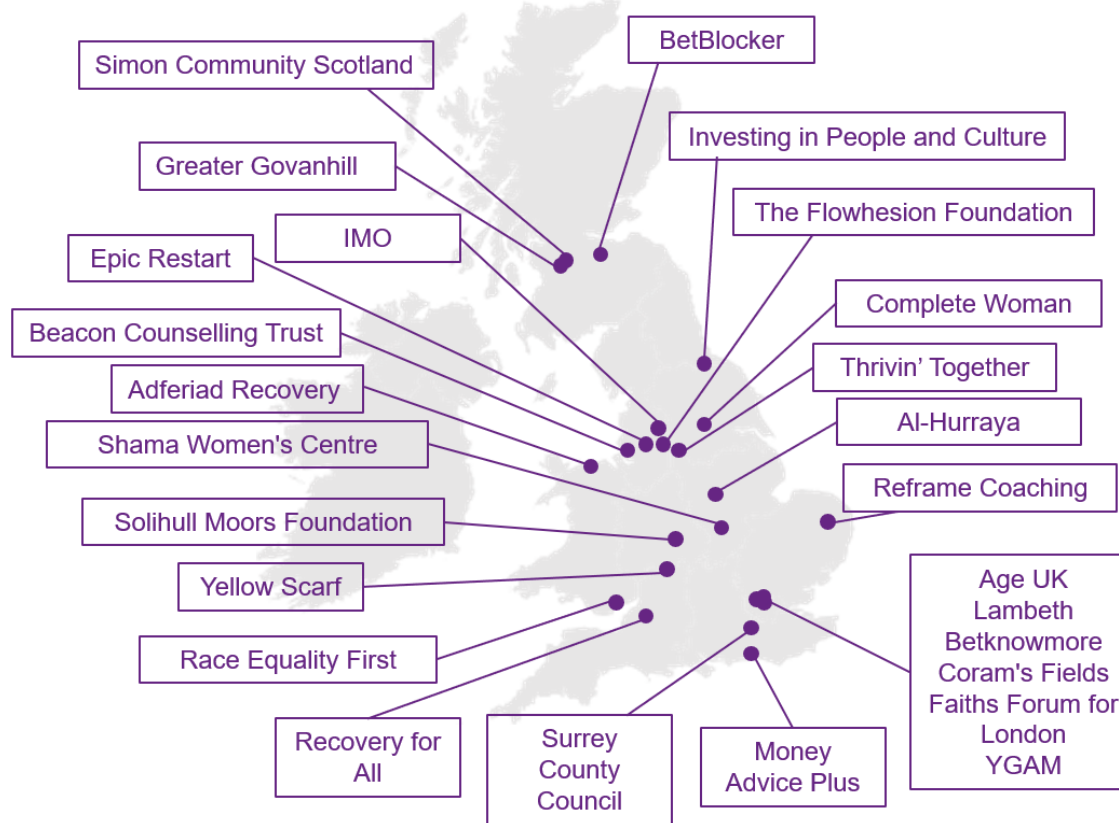 BetBlocker
Simon Community Scotland
Investing in People and Culture
Greater Govanhill
The Flowhesion Foundation
IMO
Epic Restart
Complete Woman
Beacon Counselling Trust
Thrivin' Together
Adferiad Recovery
Al-Hurraya
Shama Women's Centre
Reframe Coaching
Solihull Moors Foundation
Yellow Scarf
Age UK
Lambeth
Betknowmore
Coram's Fields
Faiths Forum for
London
YGAM
Race Equality First
Recovery for
All
Surrey
County
Council
Money
Advice Plus